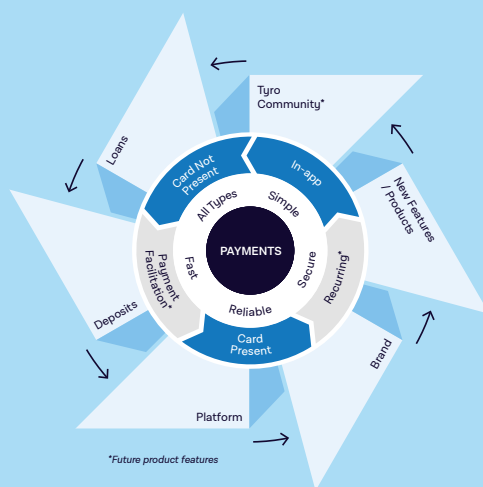 Tyro
Community*
Loans
Card Not
Present
In-app
New Features
/ Products
All Types
Simple
PAYMENTS
Fast
Secure
Payment
Facilitation*
Recurring*
Reliable
Deposits
Card
Present
Brand
Platform
*Future product features